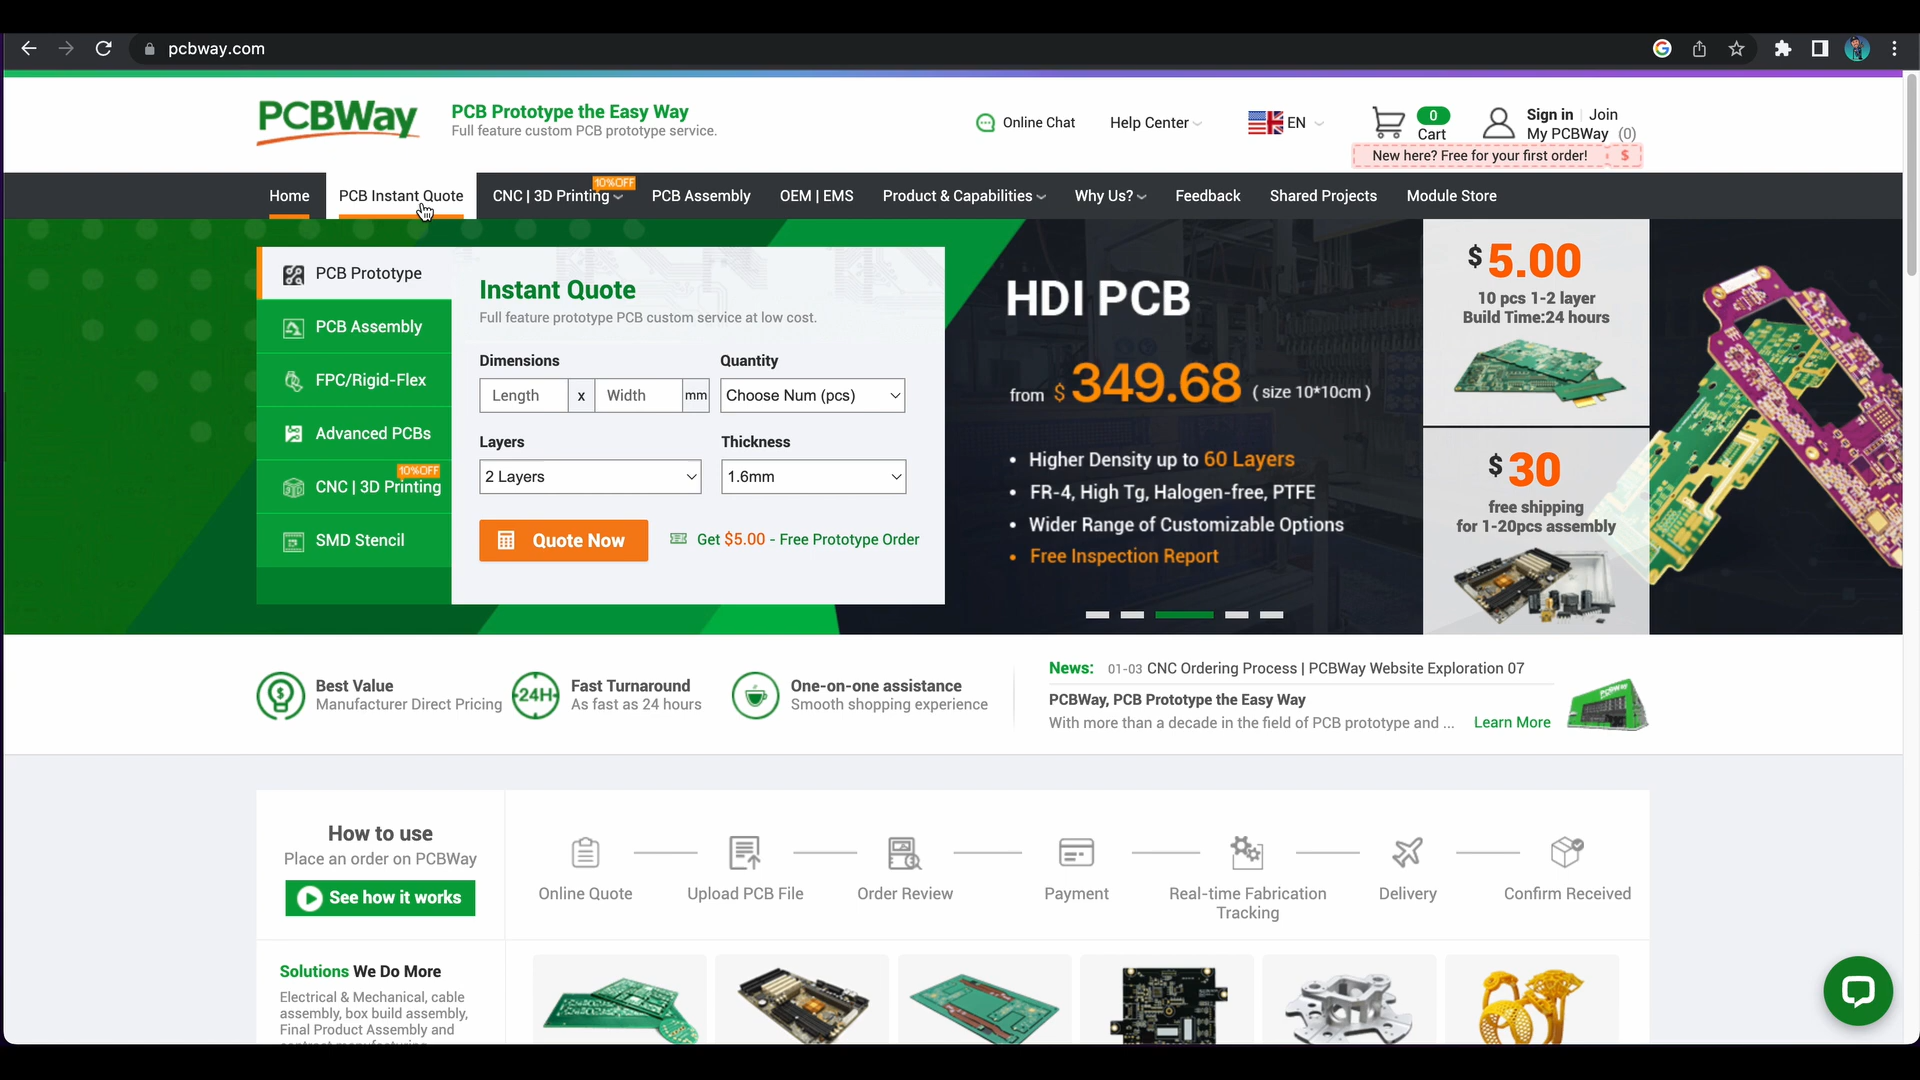 pcbway.com
PCBWay
PCB Prototype the Easy Way
Full feature custom PCB prototype service.
Online Chat
Help Center
EN
0
Cart
Sign in
Join
My PCBWay (0)
New here? Free for your first order! $
Home
PCB Instant Quote
CNC | 3D Printing
10%OFF
PCB Assembly
OEM | EMS
Product & Capabilities
Why Us?
Feedback
Shared Projects
Module Store
PCB Prototype
PCB Assembly
FPC/Rigid-Flex
Advanced PCBs
10%OFF
CNC | 3D Printing
SMD Stencil
Instant Quote
Full feature prototype PCB custom service at low cost.
Dimensions
Quantity
Length x Width mm
Choose Num (pcs)
Layers
Thickness
2 Layers
1.6mm
Quote Now
Get $5.00 - Free Prototype Order
HDI PCB
from $ 349.68 ( size 10*10cm )
• Higher Density up to 60 Layers
• FR-4, High Tg, Halogen-free, PTFE
• Wider Range of Customizable Options
• Free Inspection Report
$ 5.00
10 pcs 1-2 layer
Build Time:24 hours
$ 30
free shipping
for 1-20pcs assembly
Best Value
Manufacturer Direct Pricing
24H
Fast Turnaround
As fast as 24 hours
One-on-one assistance
Smooth shopping experience
News: 01-03 CNC Ordering Process | PCBWay Website Exploration 07
PCBWay, PCB Prototype the Easy Way
With more than a decade in the field of PCB prototype and ... Learn More
PCBWay
How to use
Place an order on PCBWay
See how it works
Online Quote
Upload PCB File
Order Review
Payment
Real-time Fabrication
Tracking
Delivery
Confirm Received
Solutions We Do More
Electrical & Mechanical, cable
assembly, box build assembly,
Final Product Assembly and